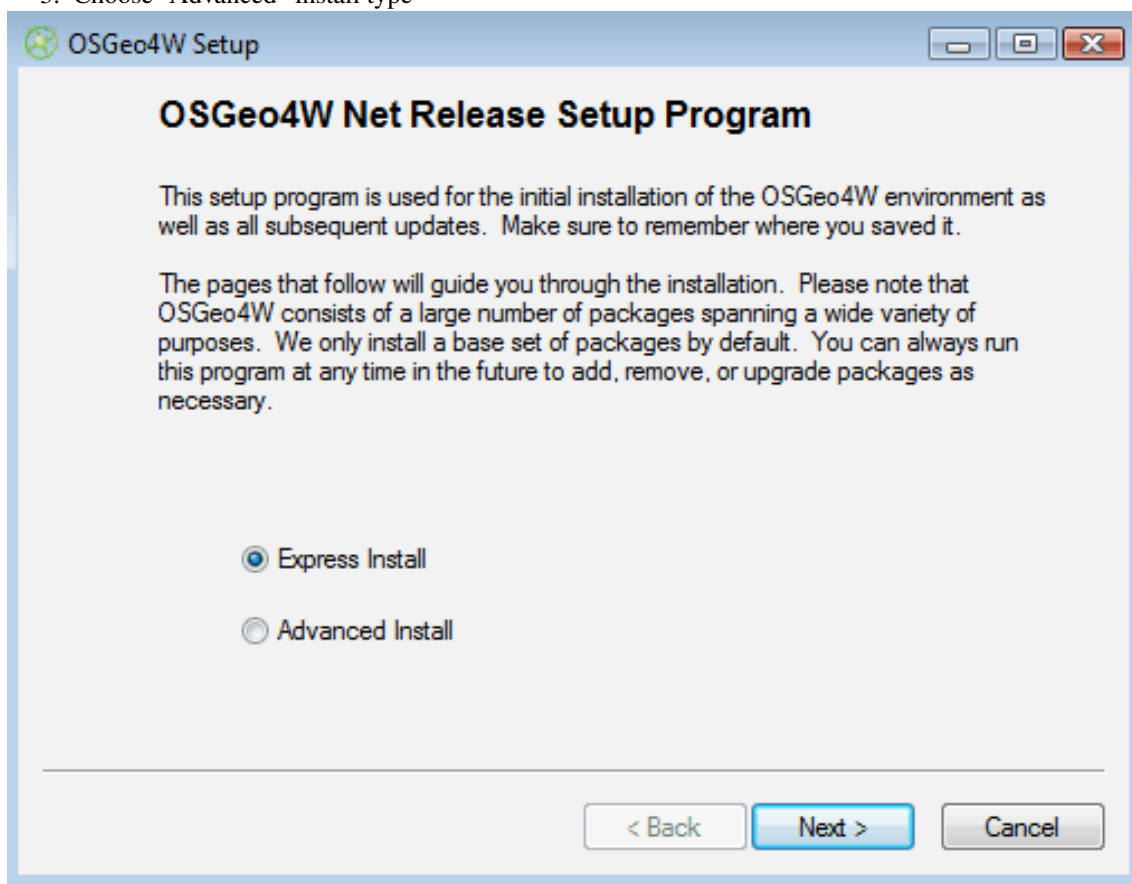 3. Choose "Advanced" install type
OSGeo4W Setup
OSGeo4W Net Release Setup Program
This setup program is used for the initial installation of the OSGeo4W environment as
well as all subsequent updates.  Make sure to remember where you saved it.
The pages that follow will guide you through the installation.  Please note that
OSGeo4W consists of a large number of packages spanning a wide variety of
purposes.  We only install a base set of packages by default.  You can always run
this program at any time in the future to add, remove, or upgrade packages as
necessary.
Express Install
Advanced Install
< Back Next > Cancel